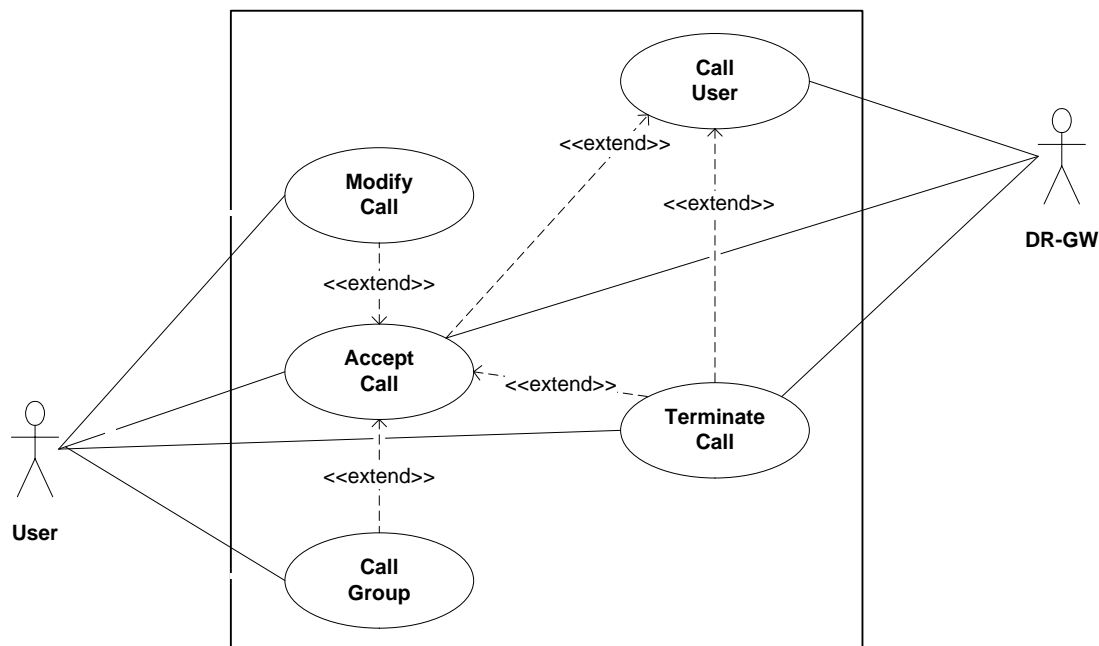 Call
User
<<extend>>
Modify
Call
<<extend>>
DR-GW
<<extend>>
Accept
Call
<<extend>>
Terminate
Call
<<extend>>
User
Call
Group